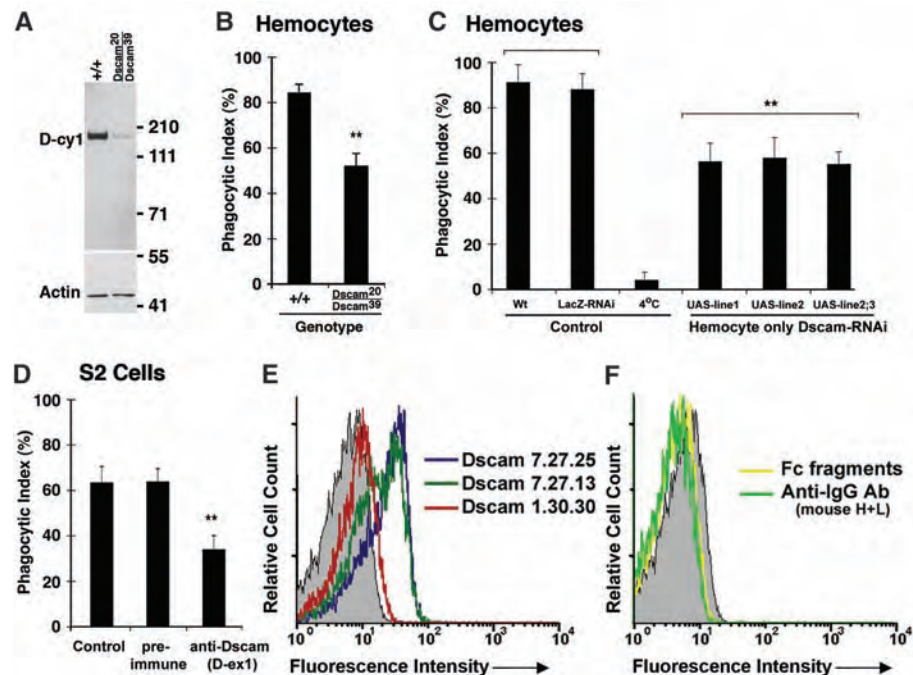 A
+/+
Dscam20
Dscam39
D-cy1
210
111
71
55
Actin
41
B Hemocytes
Phagocytic Index (%)
100
80
60
40
20
0
**
+/+
Dscam20
Dscam39
Genotype
C
Hemocytes
Phagocytic Index (%)
100
80
60
40
20
0
**
Wt LacZ-RNAi 4°C UAS-line1 UAS-line2 UAS-line2;3
Control Hemocyte only Dscam-RNAi
D S2 Cells
Phagocytic Index (%)
100
80
60
40
20
0
**
Control pre-immune anti-Dscam (D-ex1)
E
Relative Cell Count
Dscam 7.27.25
Dscam 7.27.13
Dscam 1.30.30
10^0 10^1 10^2 10^3 10^4
Fluorescence Intensity
F
Relative Cell Count
Fc fragments
Anti-IgG Ab
(mouse H+L)
10^0 10^1 10^2 10^3 10^4
Fluorescence Intensity